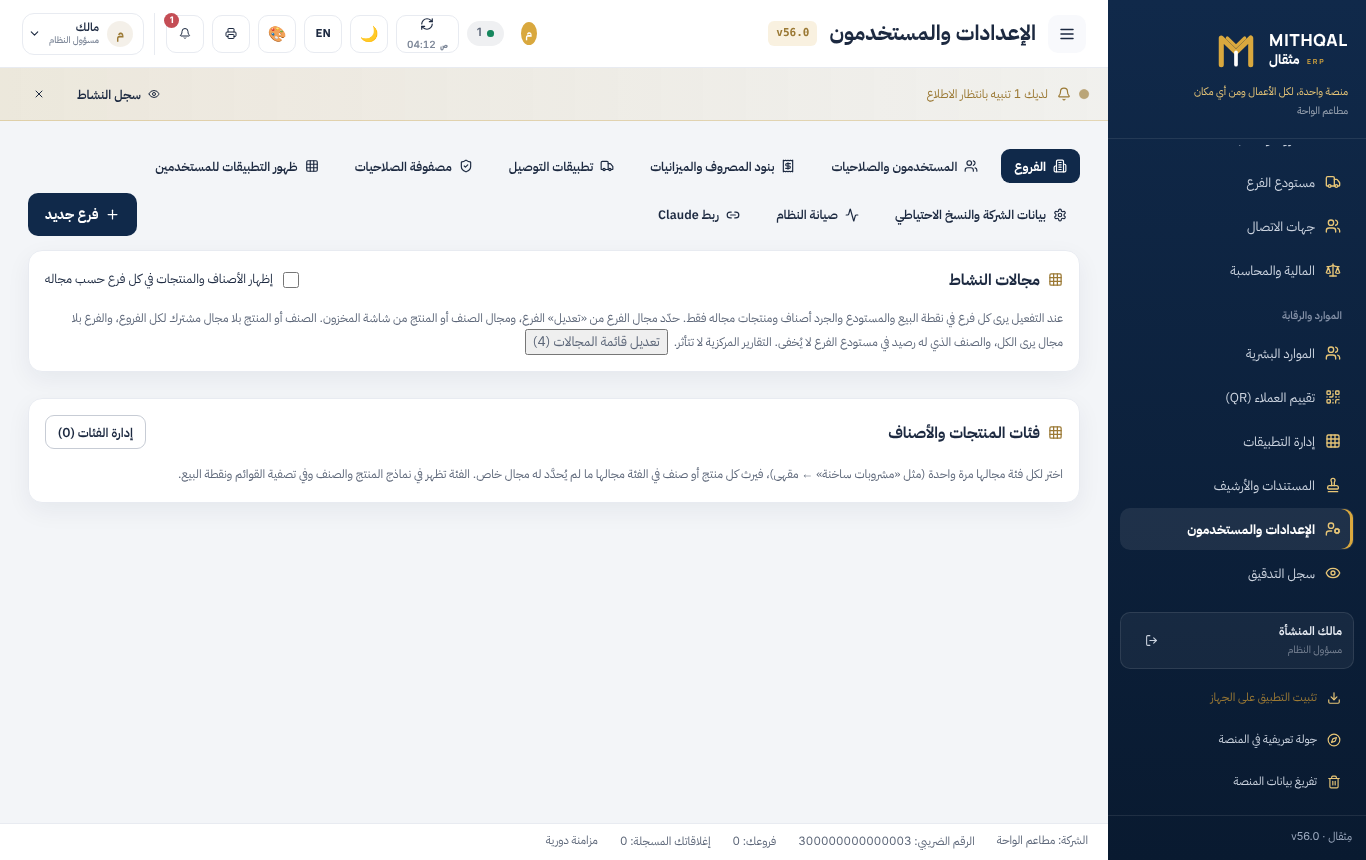 MITHQAL
مثقال ERP
منصة واحدة، لكل الأعمال ومن أي مكان
مطاعم الواحة
مستودع الفرع
جهات الاتصال
المالية والمحاسبة
الموارد والرقابة
الموارد البشرية
تقييم العملاء (QR)
إدارة التطبيقات
المستندات والأرشيف
الإعدادات والمستخدمون
سجل التدقيق
مالك المنشأة
مسؤول النظام
تثبيت التطبيق على الجهاز
جولة تعريفية في المنصة
تفريغ بيانات المنصة
مثقال · v56.0
الإعدادات والمستخدمون
v56.0
م
1
04:12 ص
EN
1
م
مالك
مسؤول النظام
لديك 1 تنبيه بانتظار الاطلاع
سجل النشاط
الفروع
المستخدمون والصلاحيات
بنود المصروف والميزانيات
تطبيقات التوصيل
مصفوفة الصلاحيات
ظهور التطبيقات للمستخدمين
بيانات الشركة والنسخ الاحتياطي
صيانة النظام
ربط Claude
+ فرع جديد
مجالات النشاط
إظهار الأصناف والمنتجات في كل فرع حسب مجاله
عند التفعيل يرى كل فرع في نقطة البيع والمستودع والجرد أصناف ومنتجات مجاله فقط. حدّد مجال الفرع من «تعديل» الفرع، ومجال الصنف أو المنتج من شاشة المخزون. الصنف أو المنتج بلا مجال مشترك لكل الفروع، والفرع بلا
مجال يرى الكل، والصنف الذي له رصيد في مستودع الفرع لا يُخفى. التقارير المركزية لا تتأثر. تعديل قائمة المجالات (4)
فئات المنتجات والأصناف
إدارة الفئات (0)
اختر لكل فئة مجالها مرة واحدة (مثل «مشروبات ساخنة» ← مقهى)، فيرث كل منتج أو صنف في الفئة مجالها ما لم يُحدَّد له مجال خاص. الفئة تظهر في نماذج المنتج والصنف وفي تصفية القوائم ونقطة البيع.
الشركة: مطاعم الواحة
الرقم الضريبي: 300000000000003
فروعك: 0
إغلاقاتك المسجلة: 0
مزامنة دورية